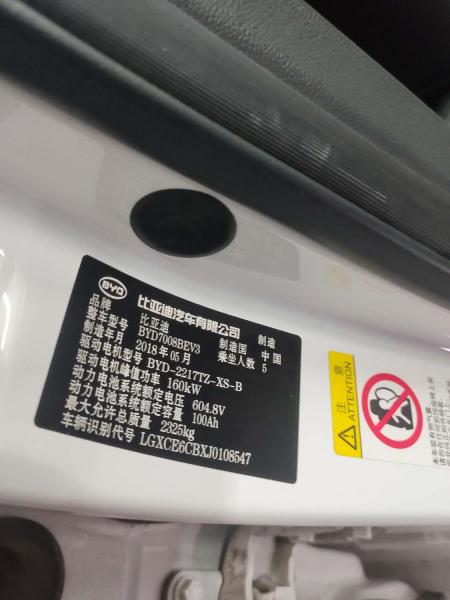 BYD 比亚迪汽车有限公司 制造
品牌 比亚迪 制造国 中国
整车型号 BYD7008BEV3 乘坐人数 5
制造年月 2018年05月
驱动电机型号 BYD-2217TZ-XS-B
驱动电机峰值功率 160kW
动力电池系统额定电压 604.8V
动力电池系统额定容量 100Ah
最大允许总质量 2325kg
车辆识别代号 LGXCE6CBXJ0108547
注意
ATTENTION